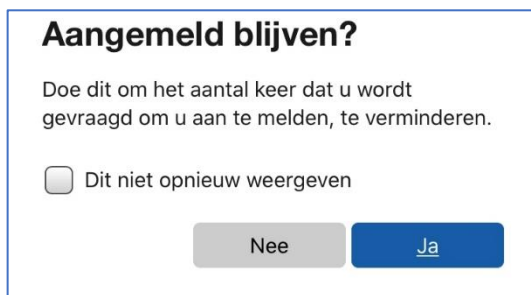 Aangemeld blijven?
Doe dit om het aantal keer dat u wordt
gevraagd om u aan te melden, te verminderen.
Dit niet opnieuw weergeven
Nee
Ja